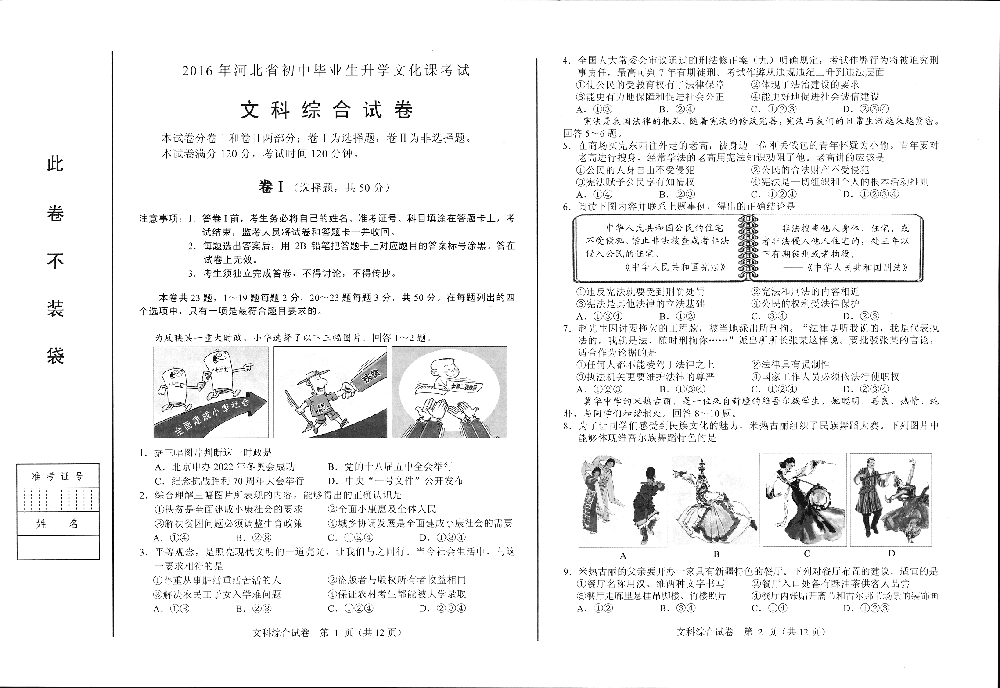 此
卷
不
装
袋
准考证号
姓 名
2016年河北省初中毕业生升学文化课考试
文科综合试卷
本试卷分卷Ⅰ和卷Ⅱ两部分；卷Ⅰ为选择题，卷Ⅱ为非选择题。
本试卷满分120分，考试时间120分钟。
卷Ⅰ（选择题，共50分）
注意事项：1．答卷Ⅰ前，考生务必将自己的姓名、准考证号、科目填涂在答题卡上，考
试结束，监考人员将试卷和答题卡一并收回。
2．每题选出答案后，用 2B 铅笔把答题卡上对应题目的答案标号涂黑。答在
试卷上无效。
3．考生须独立完成答卷，不得讨论，不得传抄。
本卷共23题，1～19题每题2分，20～23题每题3分，共50分。在每题列出的四
个选项中，只有一项是最符合题目要求的。
为反映某一重大时政，小华选择了以下三幅图片。回答1～2题。
“十二五”
“十三五”
全面建成小康社会
扶贫
农村
贫困人口
全面二孩政策
1．据三幅图片判断这一时政是
A．北京申办2022年冬奥会成功 B．党的十八届五中全会举行
C．纪念抗战胜利70周年大会举行 D．中央“一号文件”公开发布
2．综合理解三幅图片所表现的内容，能够得出的正确认识是
①扶贫是全面建成小康社会的要求 ②全面小康惠及全体人民
③解决贫困问题必须调整生育政策 ④城乡协调发展是全面建成小康社会的需要
A．①④ B．②③ C．①②④ D．①③④
3．平等观念，是照亮现代文明的一道亮光，让我们与之同行。当今社会生活中，与这
一要求相符的是
①尊重从事脏活重活苦活的人 ②盗版者与版权所有者收益相同
③解决农民工子女入学难问题 ④保证农村考生都能被大学录取
A．①③ B．②③ C．①②④ D．②③④
文科综合试卷 第 1 页（共12页）
4．全国人大常委会审议通过的刑法修正案（九）明确规定，考试作弊行为将被追究刑
事责任，最高可判7年有期徒刑。考试作弊从违规违纪上升到违法层面
①使公民的受教育权有了法律保障 ②体现了法治建设的要求
③能更有力地保障和促进社会公正 ④能更好地促进社会诚信建设
A．①③ B．②④ C．①②③ D．②③④
宪法是我国法律的根基。随着宪法的修改完善，宪法与我们的日常生活越来越紧密。
回答5～6题。
5．在商场买完东西往外走的老高，被身边一位刚丢钱包的青年怀疑为小偷。青年要对
老高进行搜身，经常学法的老高用宪法知识劝阻了他。老高讲的应该是
①公民的人身自由不受侵犯 ②公民的合法财产不受侵犯
③宪法赋予公民享有知情权 ④宪法是一切组织和个人的根本活动准则
A．①④ B．②③ C．①②④ D．①②③④
6．阅读下图内容并联系上题事例，得出的正确结论是
中华人民共和国公民的住宅
不受侵犯。禁止非法搜查或者非法
侵入公民的住宅。
——《中华人民共和国宪法》
非法搜查他人身体、住宅，或
者非法侵入他人住宅的，处三年以
下有期徒刑或者拘役。
——《中华人民共和国刑法》
①违反宪法就要受到刑罚处罚 ②宪法和刑法的内容相近
③宪法是其他法律的立法基础 ④公民的权利受法律保护
A．①③④ B．①② C．③④ D．②③
7．赵先生因讨要拖欠的工程款，被当地派出所刑拘。“法律是听我说的，我是代表执
法的，我就是法，随时刑拘你……”派出所所长张某这样说。要批驳张某的言论，
适合作为论据的是
①任何人都不能凌驾于法律之上 ②法律具有强制性
③执法机关更要维护法律的尊严 ④国家工作人员必须依法行使职权
A．①②③ B．①③④ C．①②④ D．②③④
冀华中学的米热古丽，是一位来自新疆的维吾尔族学生，她聪明、善良、热情、纯
朴，与同学们和谐相处。回答8～10题。
8．为了让同学们感受到民族文化的魅力，米热古丽组织了民族舞蹈大赛。下列图片中
能够体现维吾尔族舞蹈特色的是
A B C D
9．米热古丽的父亲要开办一家具有新疆特色的餐厅。下列对餐厅布置的建议，适宜的是
①餐厅名称用汉、维两种文字书写 ②餐厅入口处备有酥油茶供客人品尝
③餐厅走廊里悬挂吊脚楼、竹楼照片 ④餐厅内张贴开斋节和古尔邦节场景的装饰画
A．①② B．③④ C．①④ D．①②③
文科综合试卷 第 2 页（共12页）